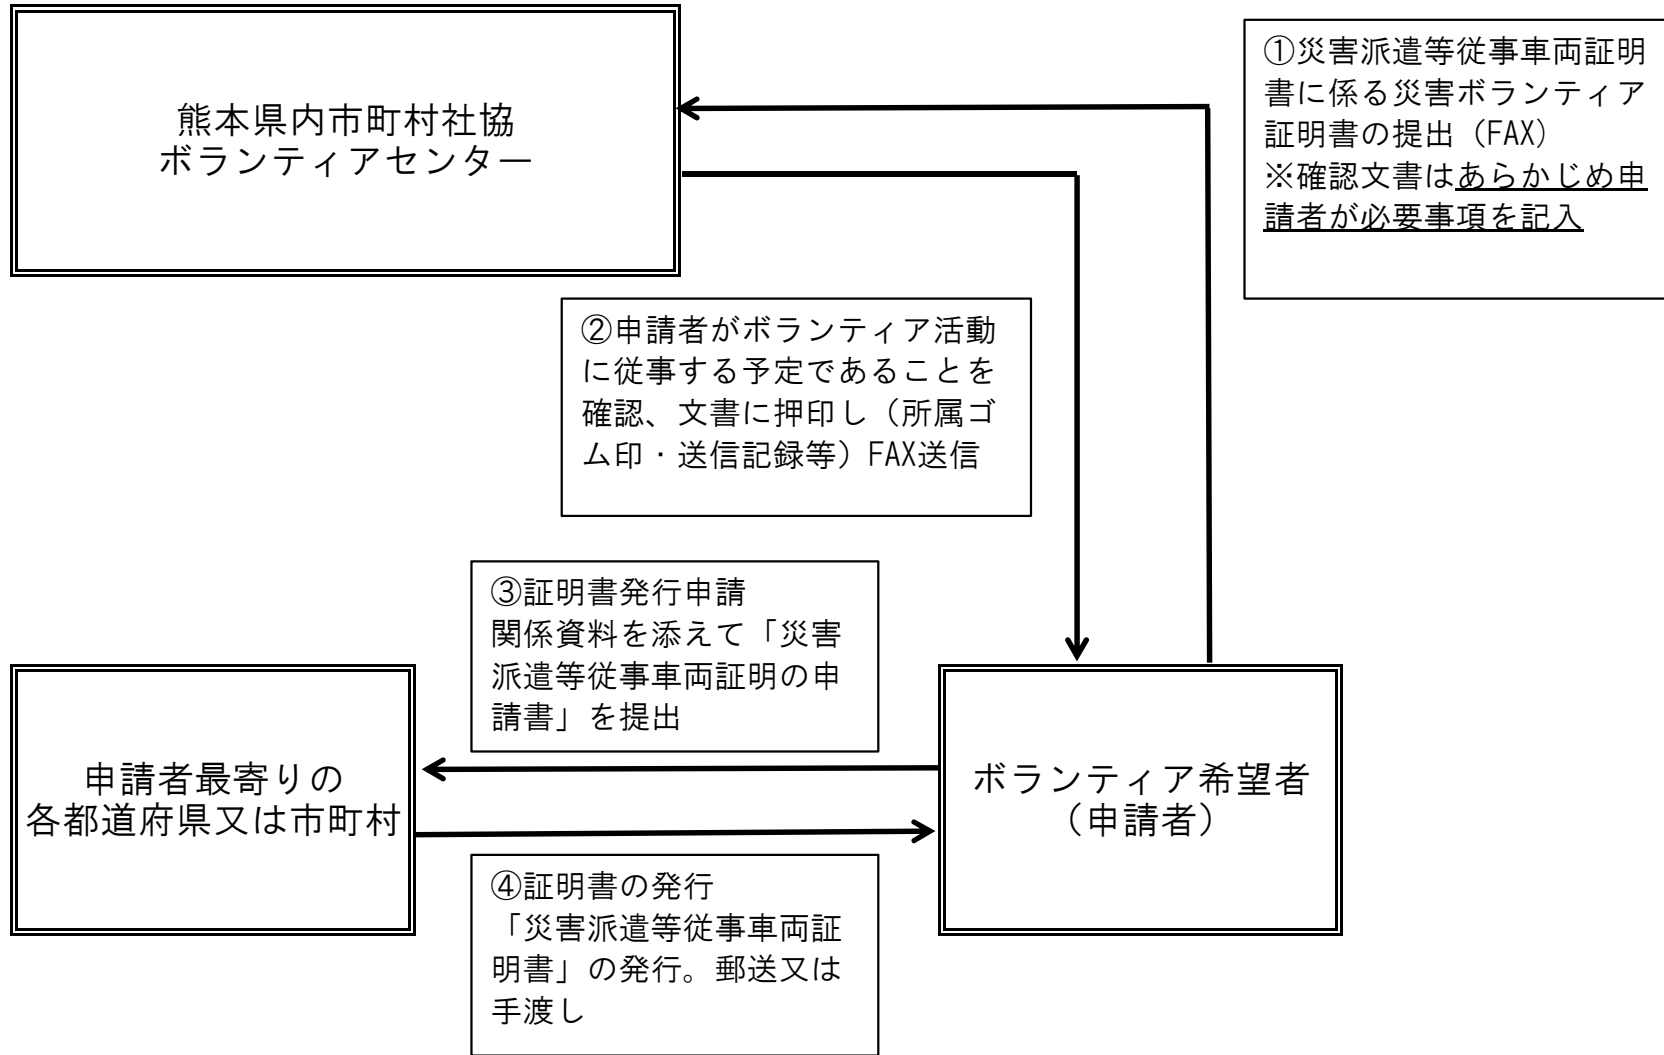 熊本県内市町村社協
ボランティアセンター
①災害派遣等従事車両証明
書に係る災害ボランティア
証明書の提出（FAX）
※確認文書はあらかじめ申
請者が必要事項を記入
②申請者がボランティア活動
に従事する予定であることを
確認、文書に押印し（所属ゴ
ム印・送信記録等）FAX送信
③証明書発行申請
関係資料を添えて「災害
派遣等従事車両証明の申
請書」を提出
申請者最寄りの
各都道府県又は市町村
ボランティア希望者
（申請者）
④証明書の発行
「災害派遣等従事車両証
明書」の発行。郵送又は
手渡し